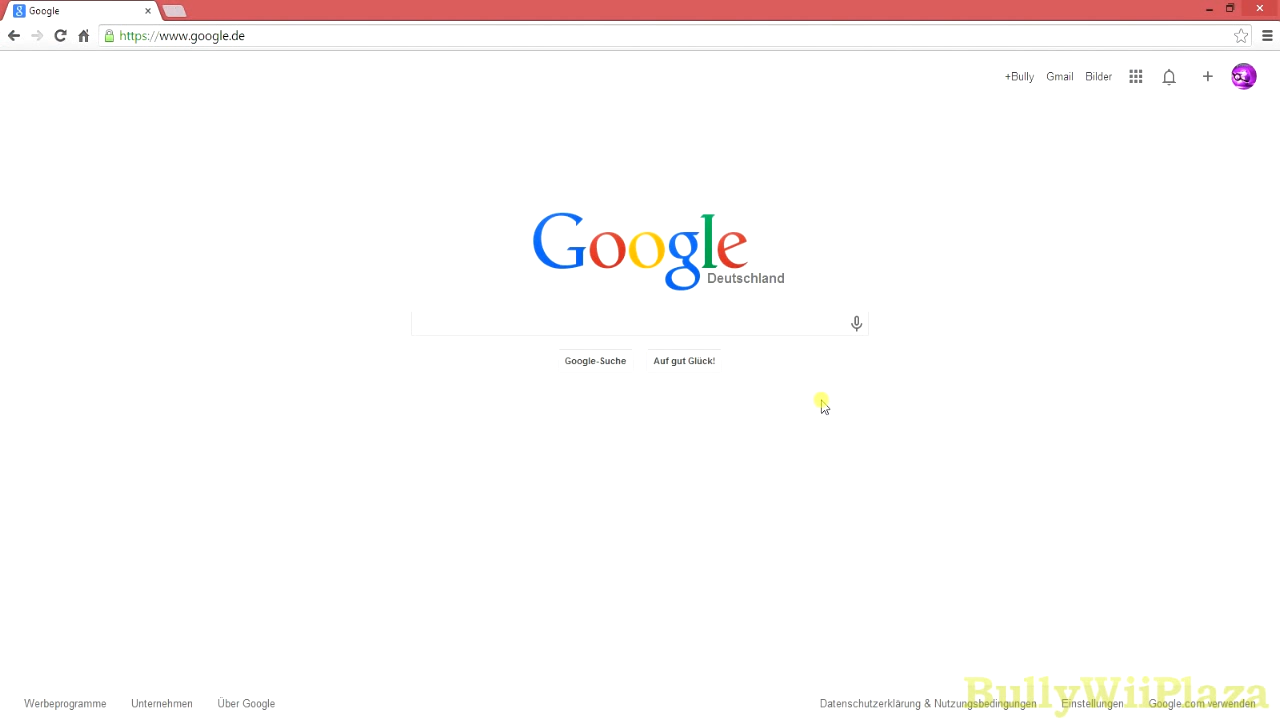 Google
https://www.google.de
+Bully Gmail Bilder
Google
Deutschland
Google-Suche Auf gut Glück!
Werbeprogramme Unternehmen Über Google Datenschutzerklärung & Nutzungsbedingungen Einstellungen Google.com verwenden
BullyWiiPlaza